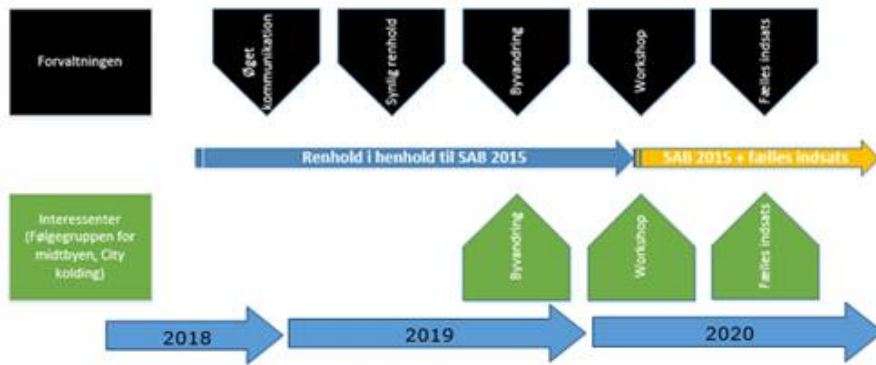 Forvaltningen
Øget
kommunikation
Synlig renhold
Byvandring
Workshop
Fælles indsats
Renhold i henhold til SAB 2015
SAB 2015 + fælles indsats
Interessenter
(Følgegruppen for
midtbyen, City
kolding)
Byvandring
Workshop
Fælles indsats
2018
2019
2020